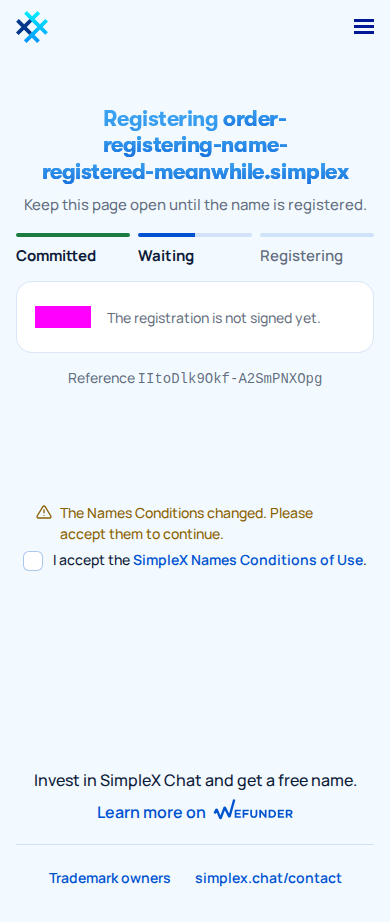 Registering order-
registering-name-
registered-meanwhile.simplex
Keep this page open until the name is registered.
Committed
Waiting
Registering
The registration is not signed yet.
Reference IItoDlk9Okf-A2SmPNXOpg
The Names Conditions changed. Please
accept them to continue.
I accept the SimpleX Names Conditions of Use.
Invest in SimpleX Chat and get a free name.
Learn more on WEFUNDER
Trademark owners
simplex.chat/contact